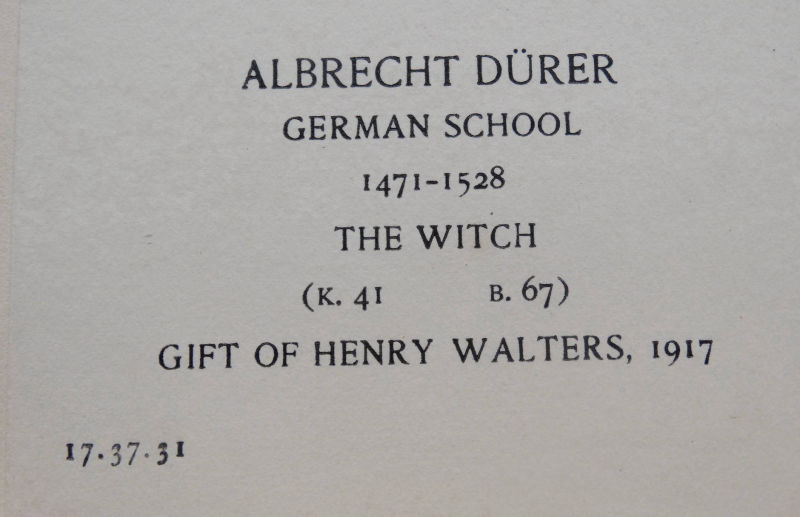 ALBRECHT DÜRER
GERMAN SCHOOL
1471-1528
THE WITCH
(K. 41 B. 67)
GIFT OF HENRY WALTERS, 1917
17.37.31